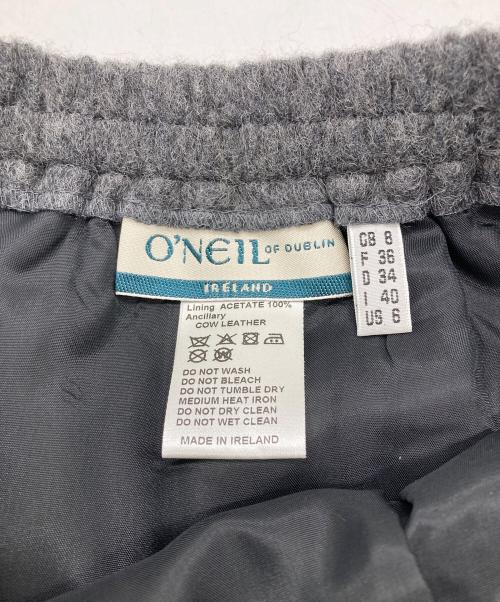 O'NEIL OF DUBLIN
IRELAND
GB 8
F 36
D 34
I 40
US 6
Lining ACETATE 100%
Ancillary
COW LEATHER
DO NOT WASH
DO NOT BLEACH
DO NOT TUMBLE DRY
MEDIUM HEAT IRON
DO NOT DRY CLEAN
DO NOT WET CLEAN
MADE IN IRELAND